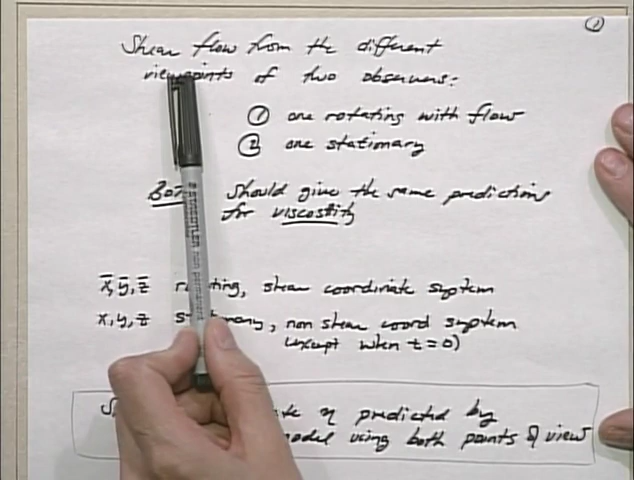 ①
Shear flow from the different
viewpoints of two observers:
① one rotating with flow
② one stationary
should give the same predictions
for viscosity
x̄, ȳ, z̄ rotating, shear coordinate system
x, y, z stationary, non shear coord system
except when t = 0)
η predicted by
model using both points of view
STAEDTLER